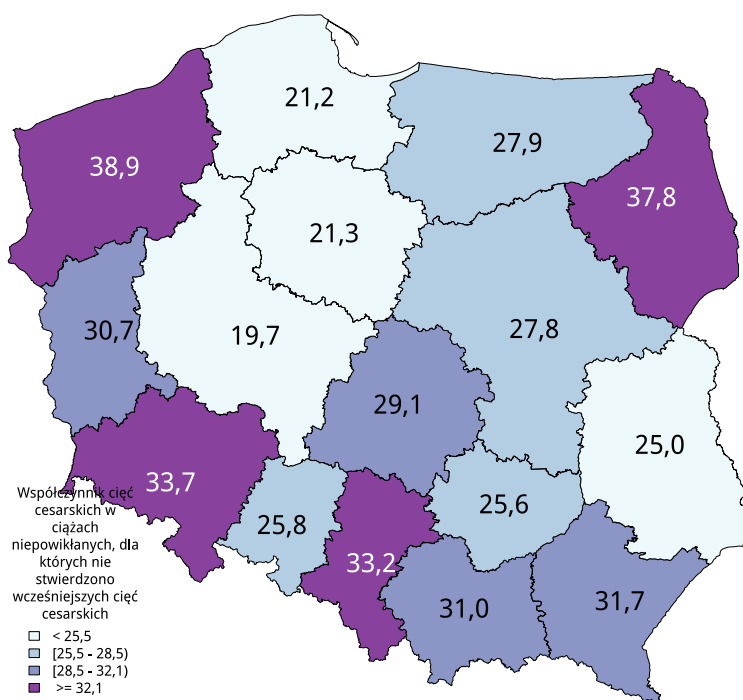 21,2
27,9
38,9
37,8
21,3
30,7
19,7
27,8
29,1
25,0
33,7
25,8
25,6
33,2
31,0
31,7
Współczynnik cięć
cesarskich w
ciążach
niepowikłanych, dla
których nie
stwierdzono
wcześniejszych cięć
cesarskich
< 25,5
[25,5 - 28,5)
[28,5 - 32,1)
>= 32,1